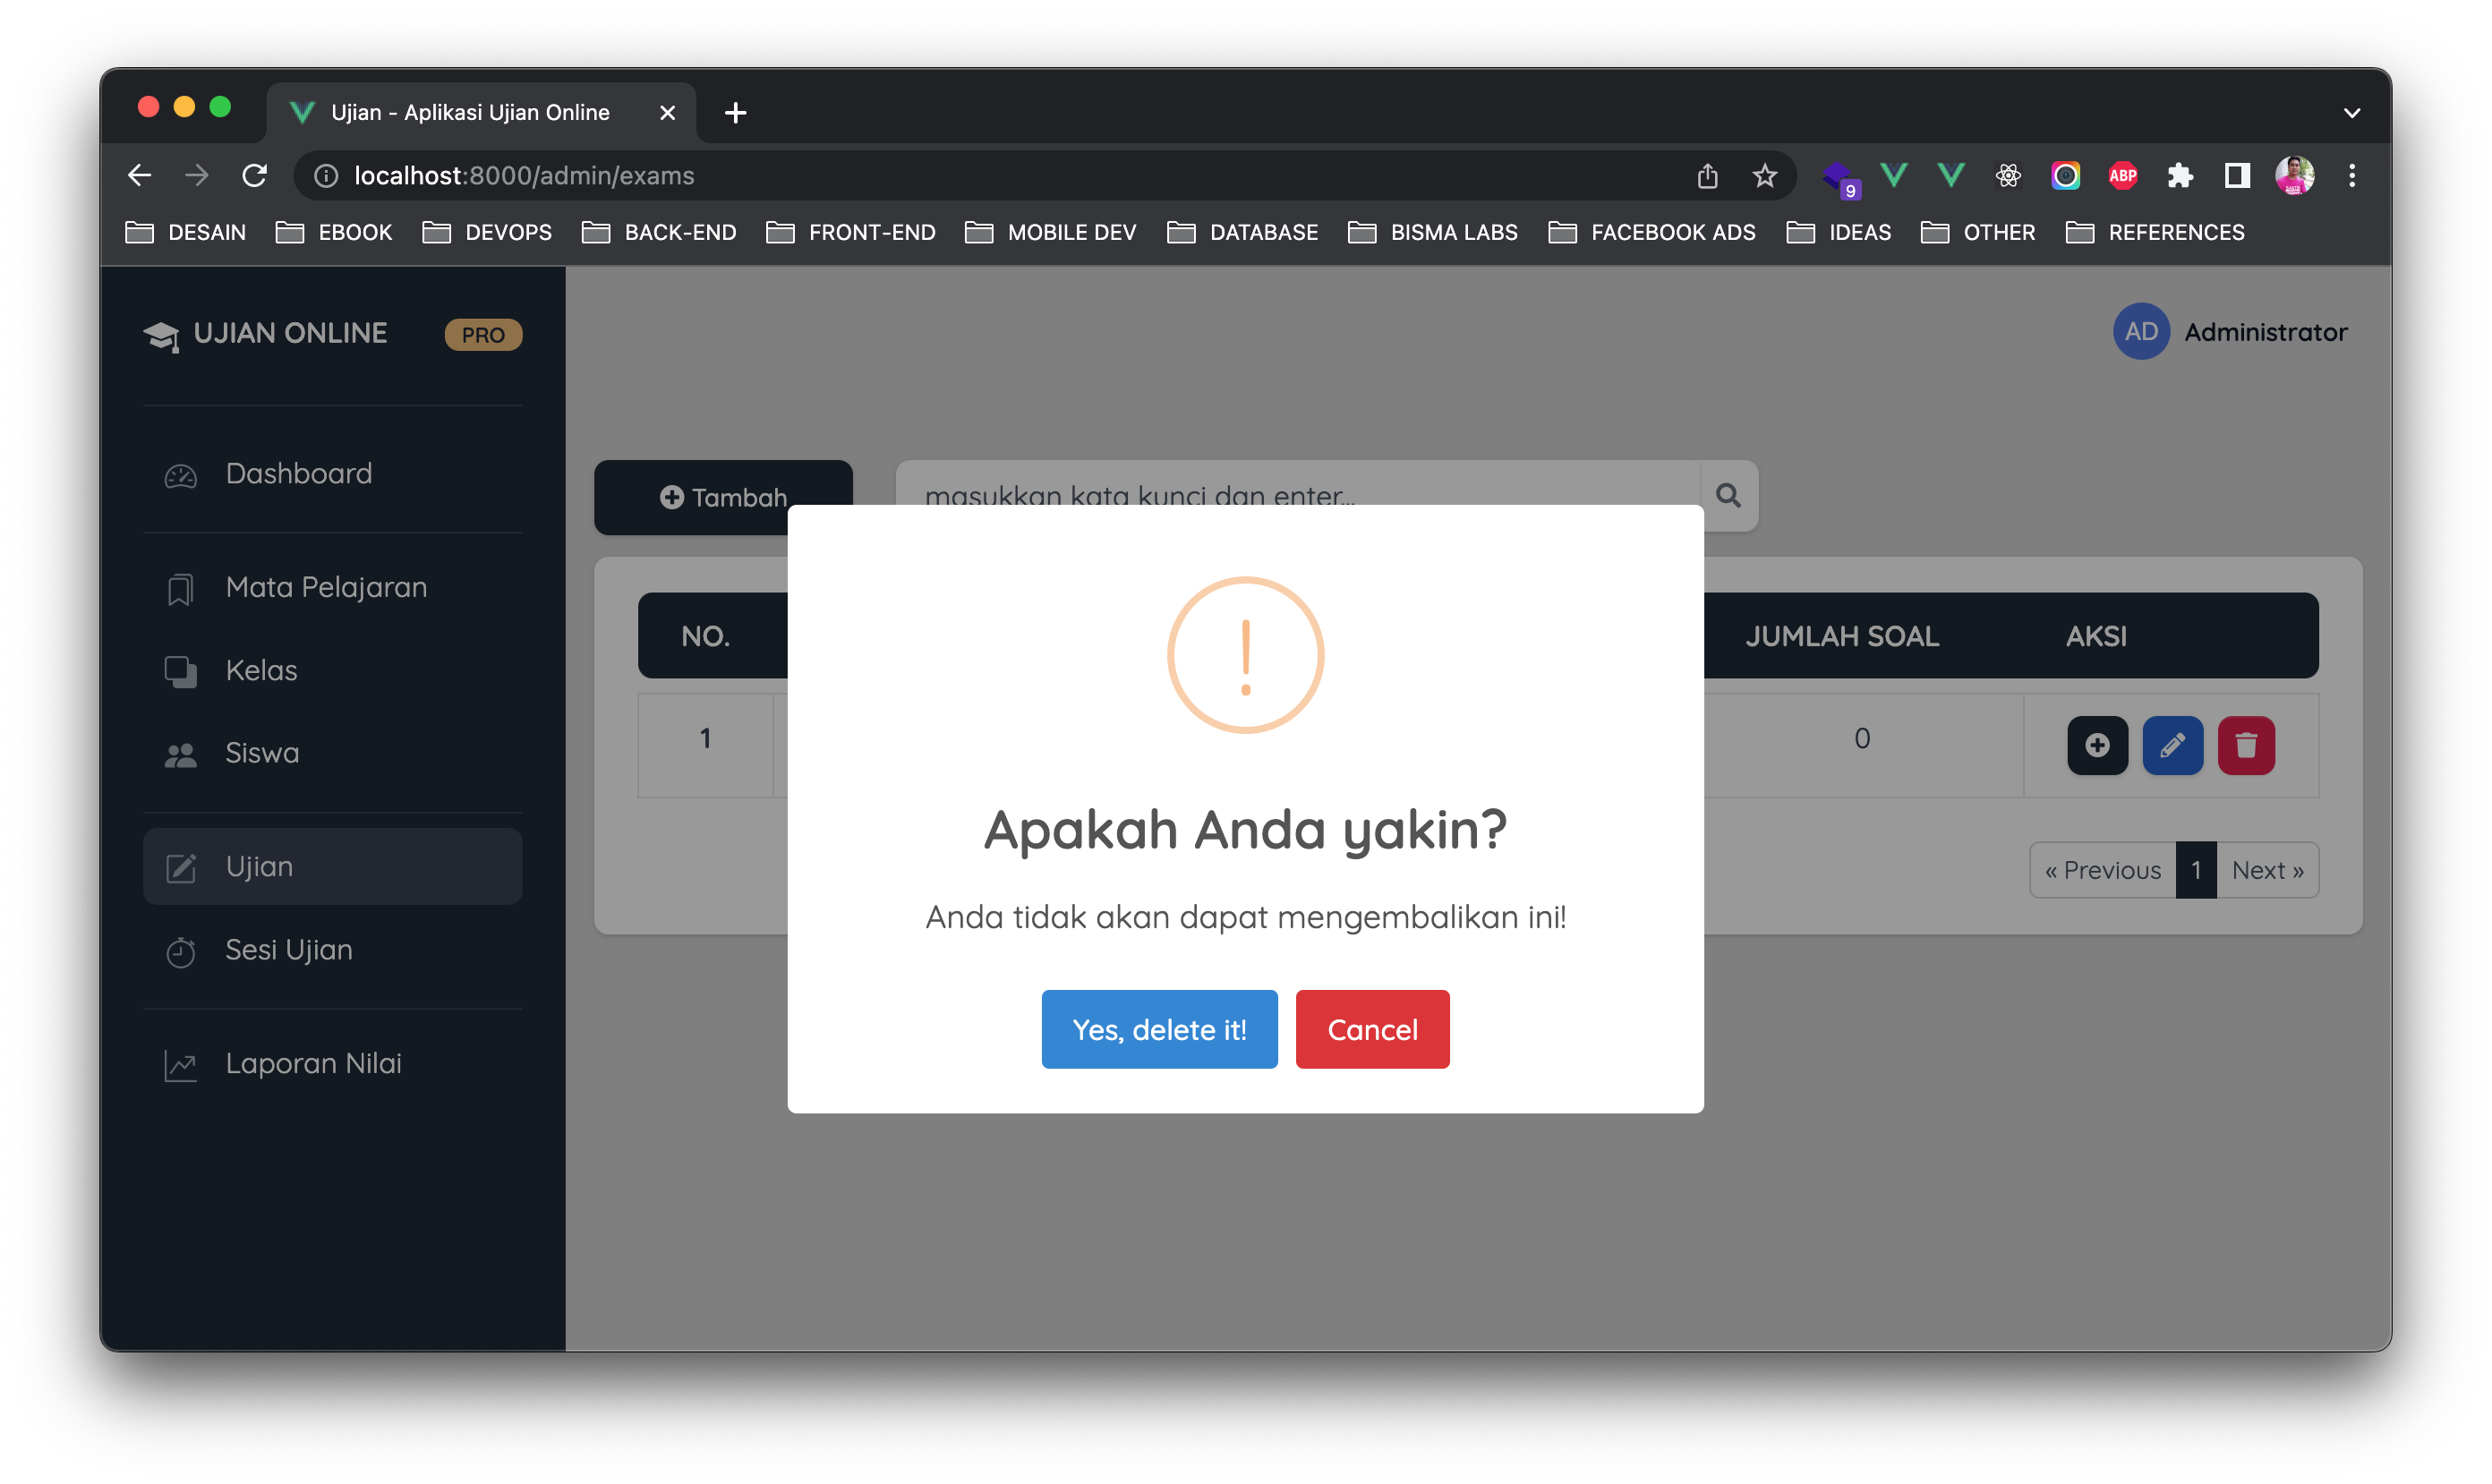 Ujian - Aplikasi Ujian Online
localhost:8000/admin/exams
9
ABP
DESAIN EBOOK DEVOPS BACK-END FRONT-END MOBILE DEV DATABASE BISMA LABS FACEBOOK ADS IDEAS OTHER REFERENCES
UJIAN ONLINE PRO
AD Administrator
Dashboard
Mata Pelajaran
Kelas
Siswa
Ujian
Sesi Ujian
Laporan Nilai
Tambah
masukkan kata kunci dan enter...
NO. JUMLAH SOAL AKSI
1 0
« Previous 1 Next »
Apakah Anda yakin?
Anda tidak akan dapat mengembalikan ini!
Yes, delete it! Cancel